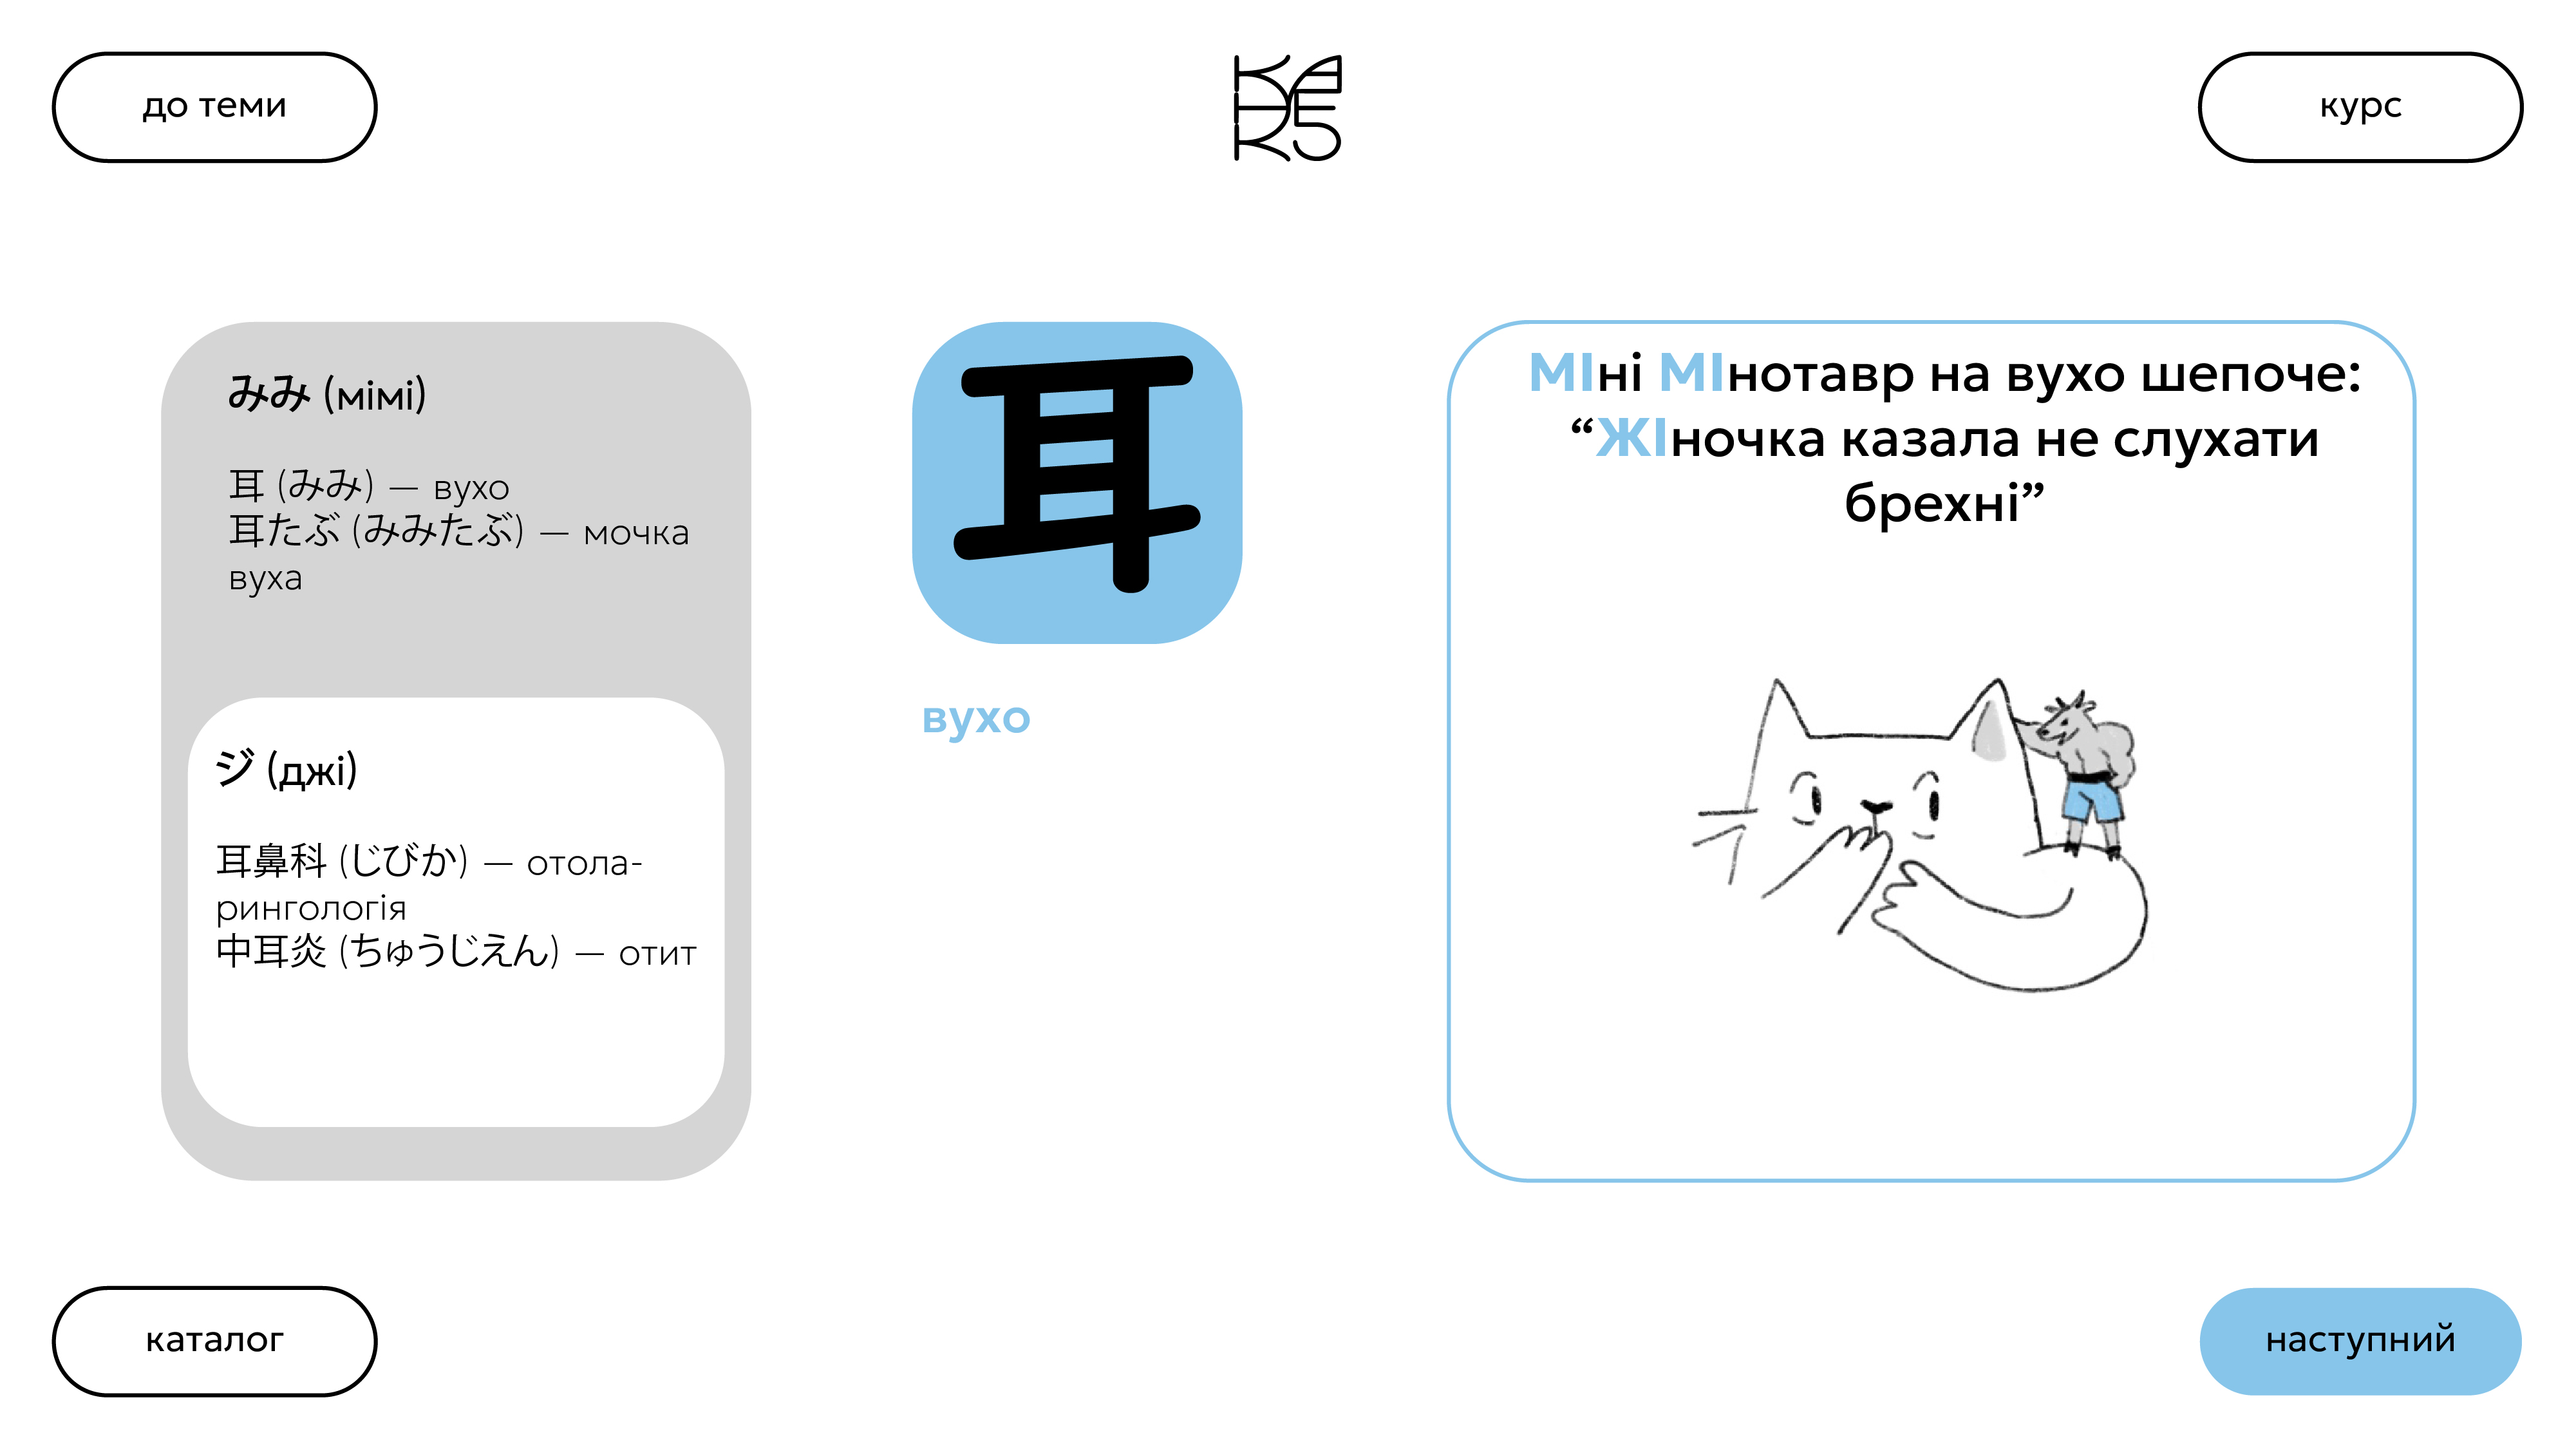 до теми
курс
みみ (мімі)
耳 (みみ) — вухо
耳たぶ (みみたぶ) — мочка
вуха
ジ (джі)
耳鼻科 (じびか) — отола-
рингологія
中耳炎 (ちゅうじえん) — отит
耳
вухо
МІні МІнотавр на вухо шепоче:
“ЖІночка казала не слухати
брехні”
каталог
наступний